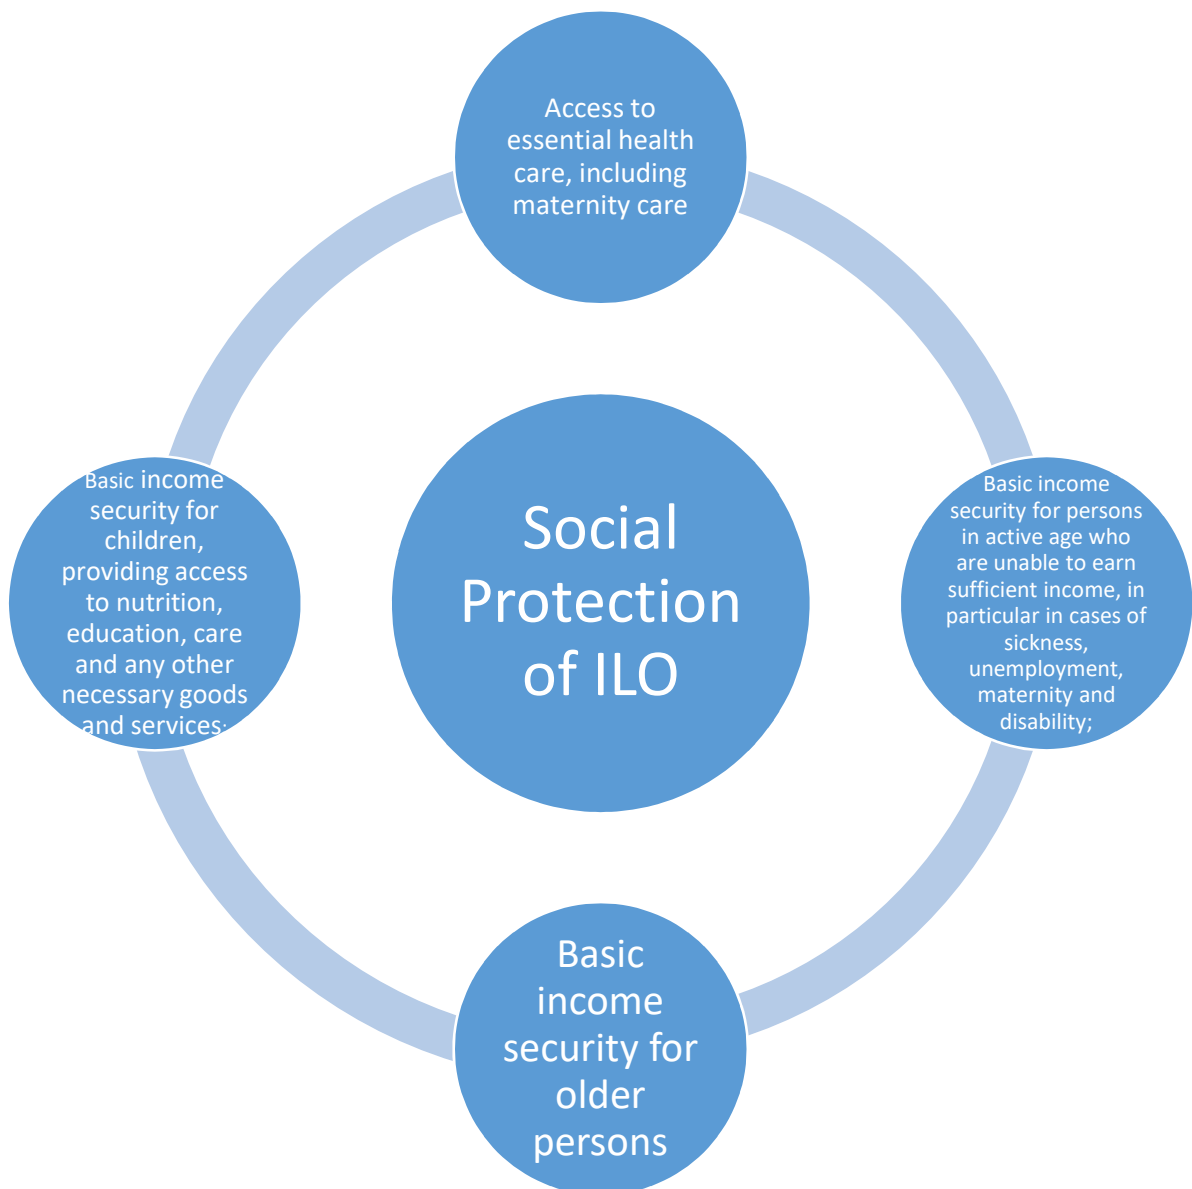 Access to
essential health
care, including
maternity care
Basic income
security for
children,
providing access
to nutrition,
education, care
and any other
necessary goods
and services;
Social
Protection
of ILO
Basic income
security for persons
in active age who
are unable to earn
sufficient income, in
particular in cases of
sickness,
unemployment,
maternity and
disability;
Basic
income
security for
older
persons